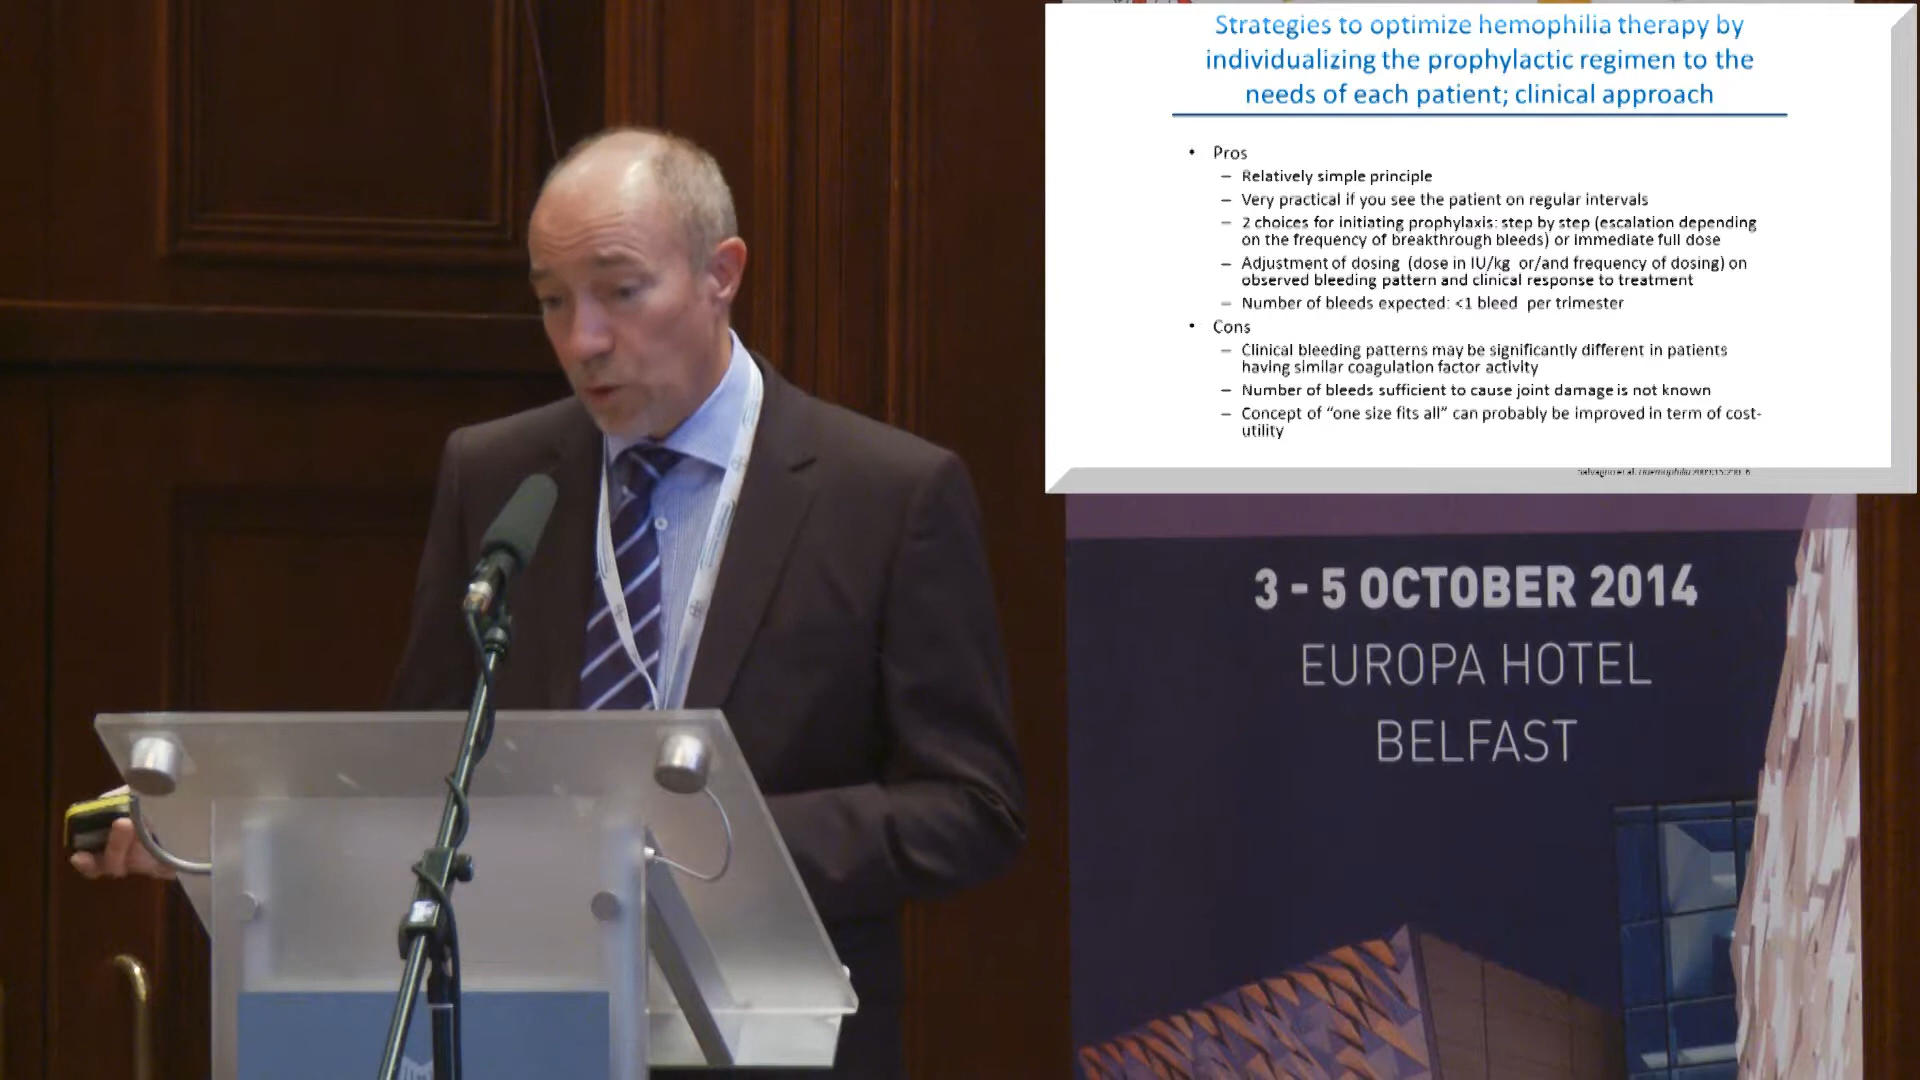 Strategies to optimize hemophilia therapy by
individualizing the prophylactic regimen to the
needs of each patient; clinical approach
• Pros
– Relatively simple principle
– Very practical if you see the patient on regular intervals
– 2 choices for initiating prophylaxis: step by step (escalation depending
on the frequency of breakthrough bleeds) or immediate full dose
– Adjustment of dosing (dose in IU/kg or/and frequency of dosing) on
observed bleeding pattern and clinical response to treatment
– Number of bleeds expected: <1 bleed per trimester
• Cons
– Clinical bleeding patterns may be significantly different in patients
having similar coagulation factor activity
– Number of bleeds sufficient to cause joint damage is not known
– Concept of “one size fits all” can probably be improved in term of cost-
utility
3 - 5 OCTOBER 2014
EUROPA HOTEL
BELFAST